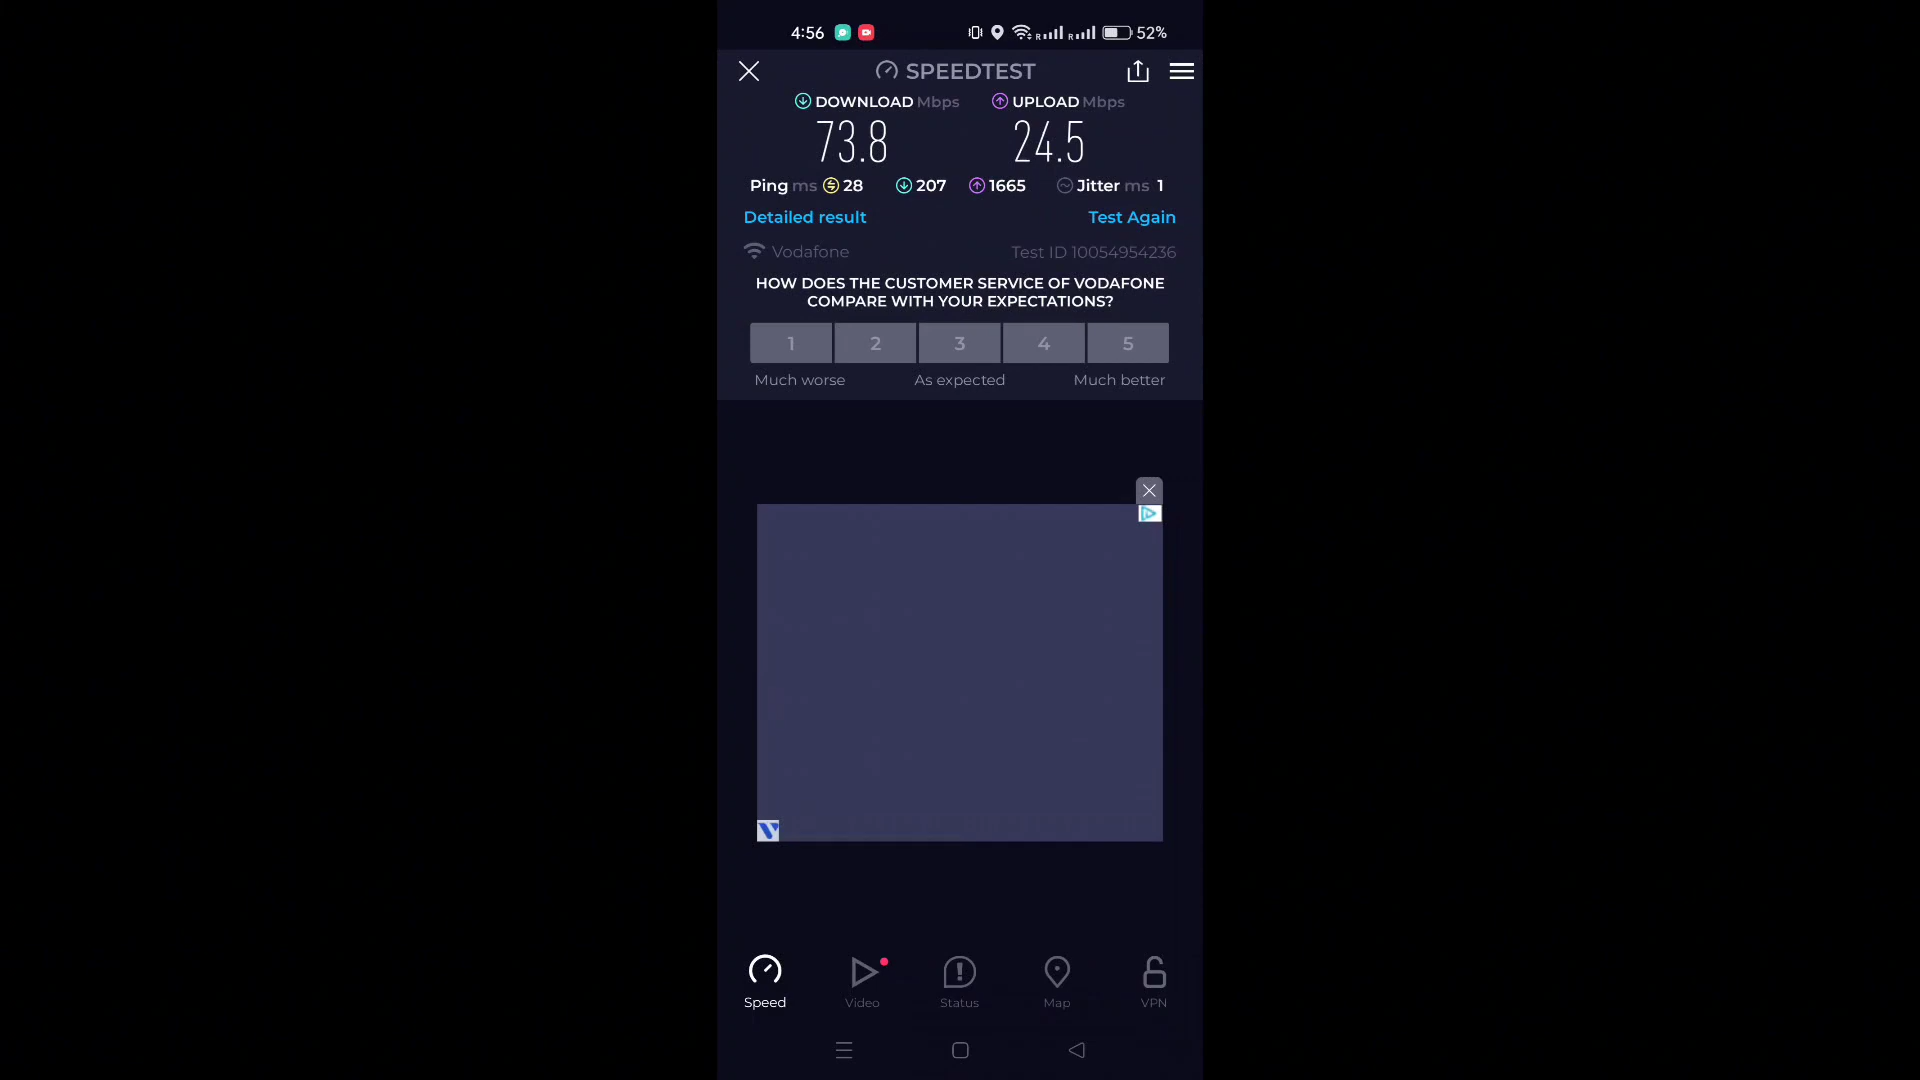 4:56 R R 52%
SPEEDTEST
DOWNLOAD Mbps UPLOAD Mbps
73.8 24.5
Ping ms 28 207 1665 Jitter ms 1
Detailed result Test Again
Vodafone Test ID 10054954236
HOW DOES THE CUSTOMER SERVICE OF VODAFONE
COMPARE WITH YOUR EXPECTATIONS?
1 2 3 4 5
Much worse As expected Much better
Speed Video Status Map VPN